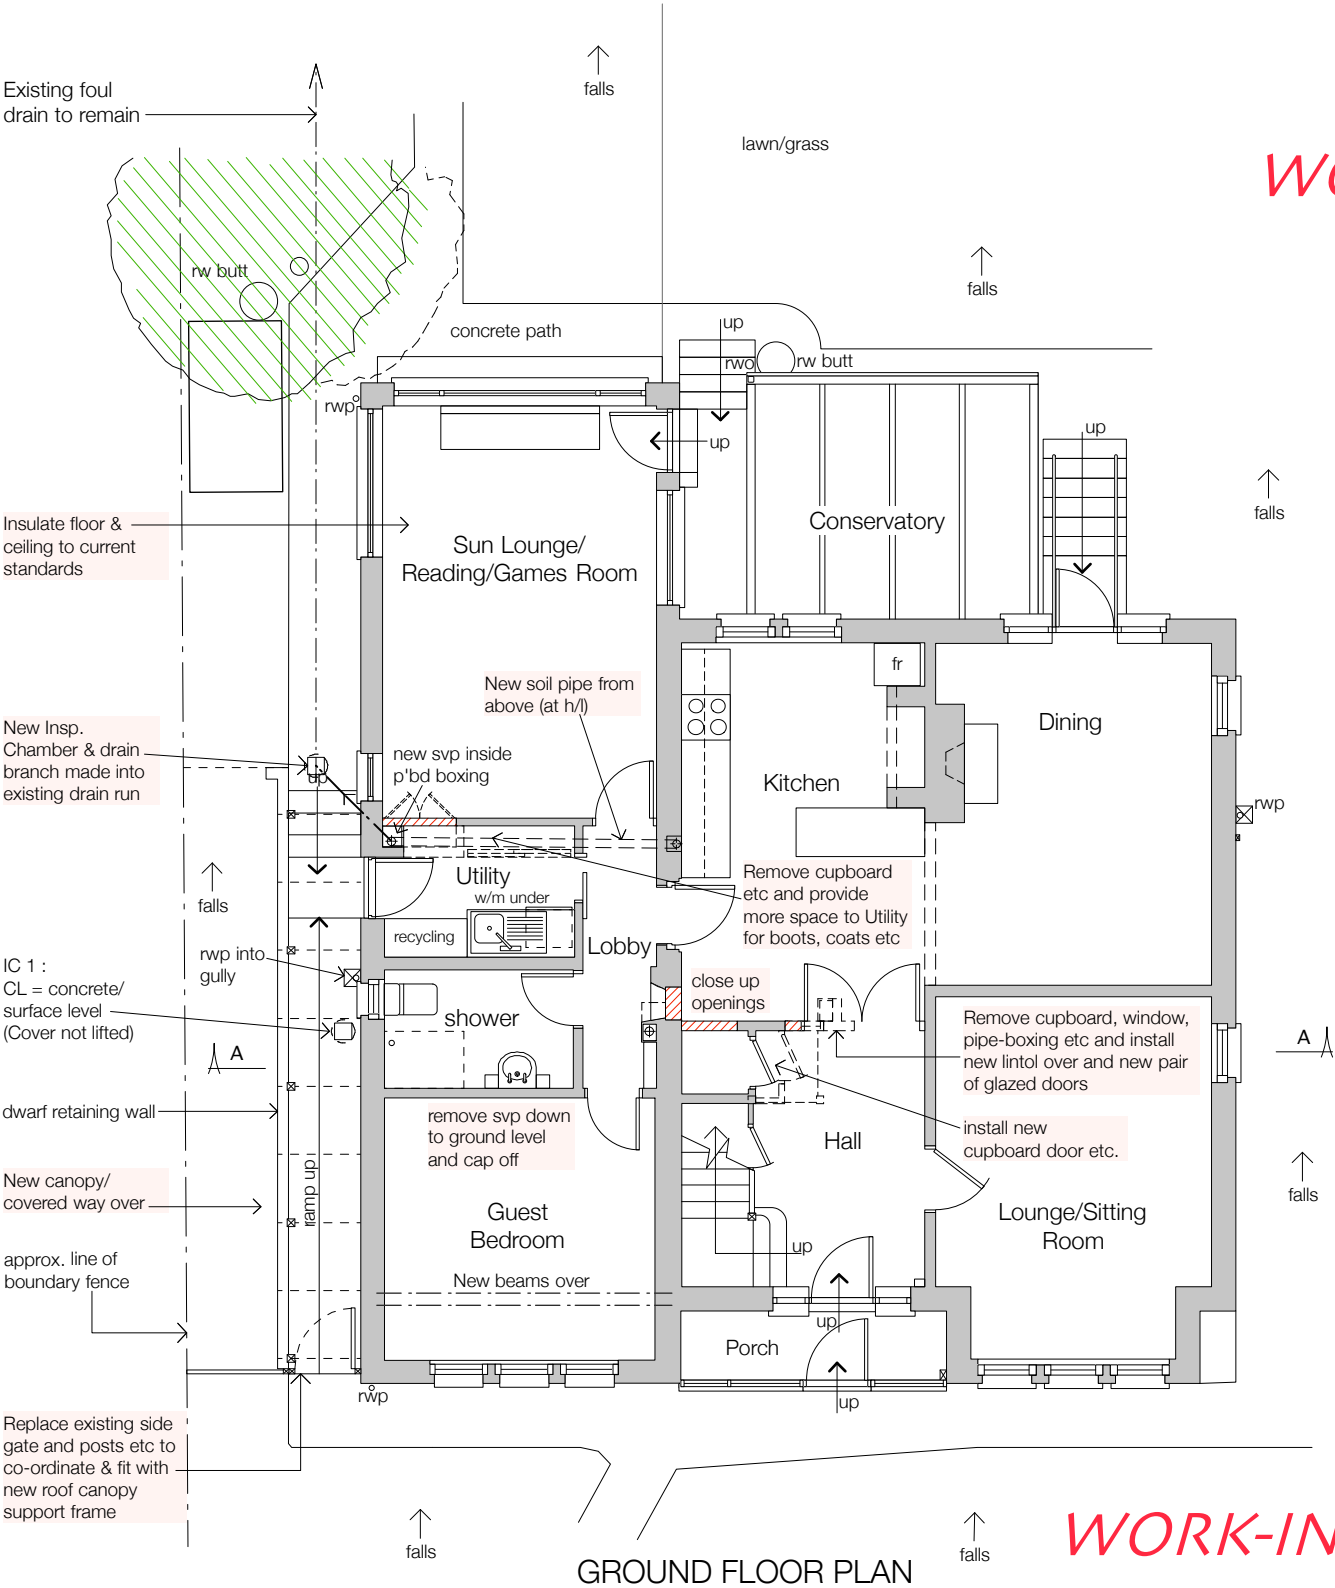 Existing foul
drain to remain
falls
lawn/grass
WO
rw butt
falls
concrete path
up
rwo
rw butt
rwp
up
up
Insulate floor &
ceiling to current
standards
Sun Lounge/
Reading/Games Room
Conservatory
falls
New soil pipe from
above (at h/l)
fr
Dining
New Insp.
Chamber & drain
branch made into
existing drain run
up
new svp inside
p'bd boxing
Kitchen
rwp
Utility
w/m under
Remove cupboard
etc and provide
more space to Utility
for boots, coats etc
falls
recycling
Lobby
rwp into
gully
IC 1 :
CL = concrete/
surface level
(Cover not lifted)
close up
openings
shower
Remove cupboard, window,
pipe-boxing etc and install
new lintol over and new pair
of glazed doors
A
A
dwarf retaining wall
remove svp down
to ground level
and cap off
Hall
install new
cupboard door etc.
New canopy/
covered way over
ramp up
falls
Guest
Bedroom
Lounge/Sitting
Room
up
approx. line of
boundary fence
New beams over
up
Porch
rwp
up
Replace existing side
gate and posts etc to
co-ordinate & fit with
new roof canopy
support frame
falls
falls
WORK-IN
GROUND FLOOR PLAN